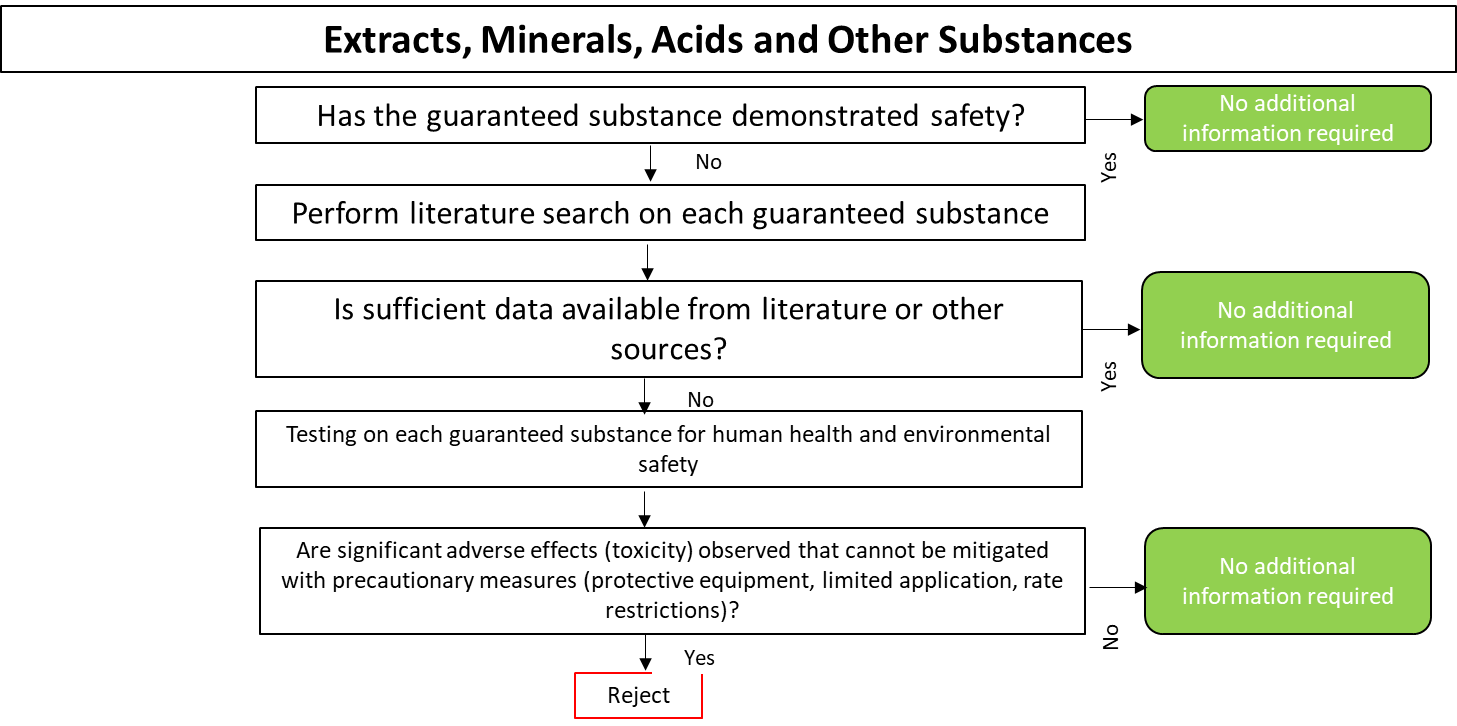 Extracts, Minerals, Acids and Other Substances
Has the guaranteed substance demonstrated safety?
No additional
information required
No
Yes
Perform literature search on each guaranteed substance
Is sufficient data available from literature or other
sources?
No additional
information required
Yes
No
Testing on each guaranteed substance for human health and environmental
safety
Are significant adverse effects (toxicity) observed that cannot be mitigated
with precautionary measures (protective equipment, limited application, rate
restrictions)?
No additional
information required
No
Yes
Reject